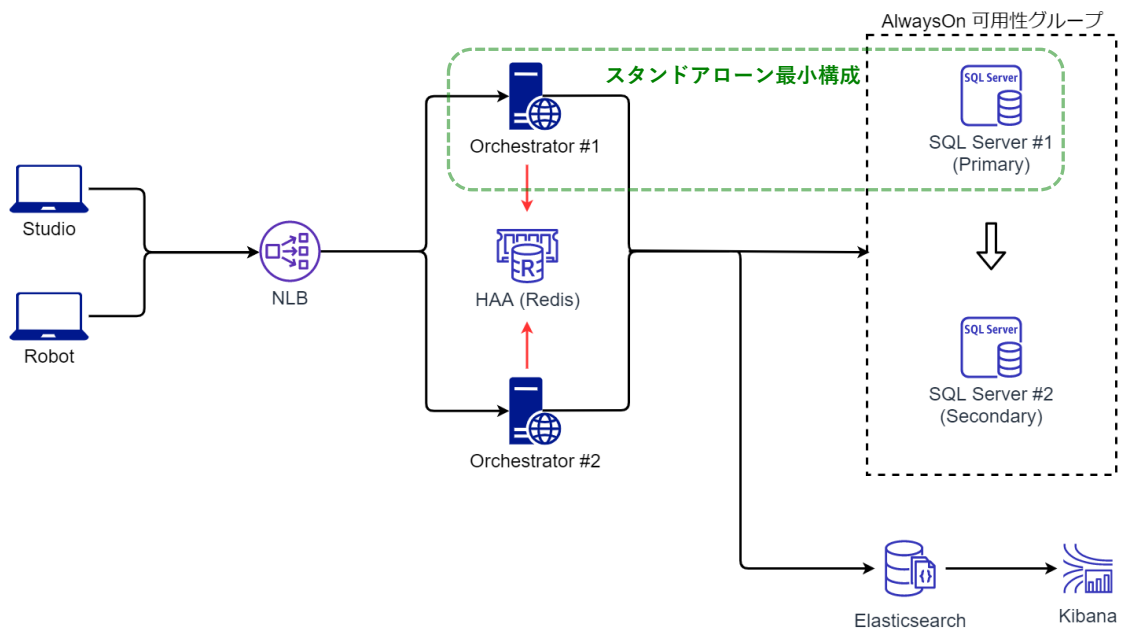 AlwaysOn 可用性グループ
スタンドアローン最小構成
SQL Server
Orchestrator #1
SQL Server #1
(Primary)
Studio
R
NLB
HAA (Redis)
Robot
SQL Server
SQL Server #2
(Secondary)
Orchestrator #2
Elasticsearch
Kibana